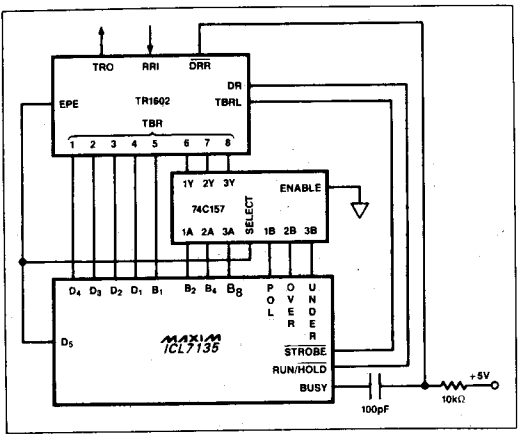 TRO RRI DRR
DR
EPE TR1602 TBRL
TBR
1 2 3 4 5 6 7 8
1Y 2Y 3Y
ENABLE
74C157
SELECT
1A 2A 3A 1B 2B 3B
D4 D3 D2 D1 B1 B2 B4 B8 POL OVER UNDER
D5
MAXIM
ICL7135
STROBE
RUN/HOLD
BUSY
+5V
100pF
10kΩ